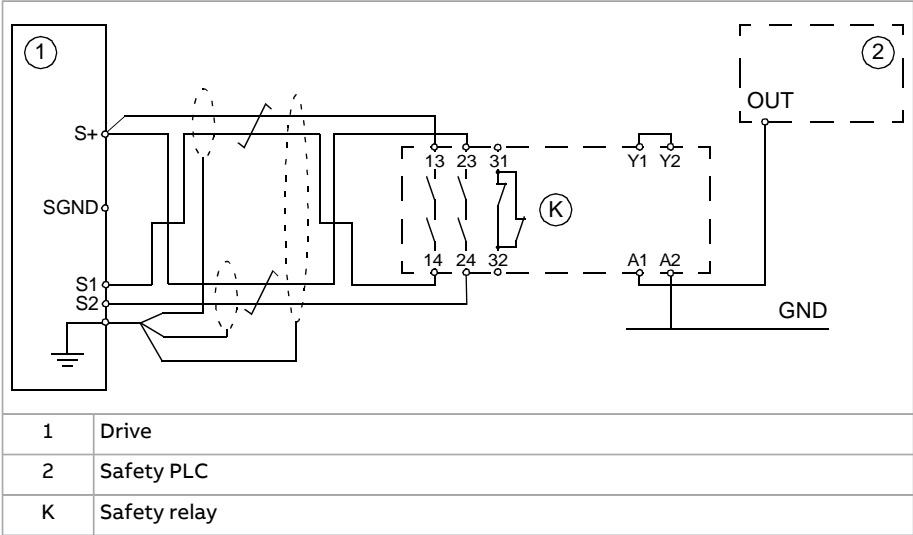 1
2
OUT
S+
13 23 31
Y1 Y2
SGND
K
14 24 32
A1 A2
S1
S2
GND
1 Drive
2 Safety PLC
K Safety relay